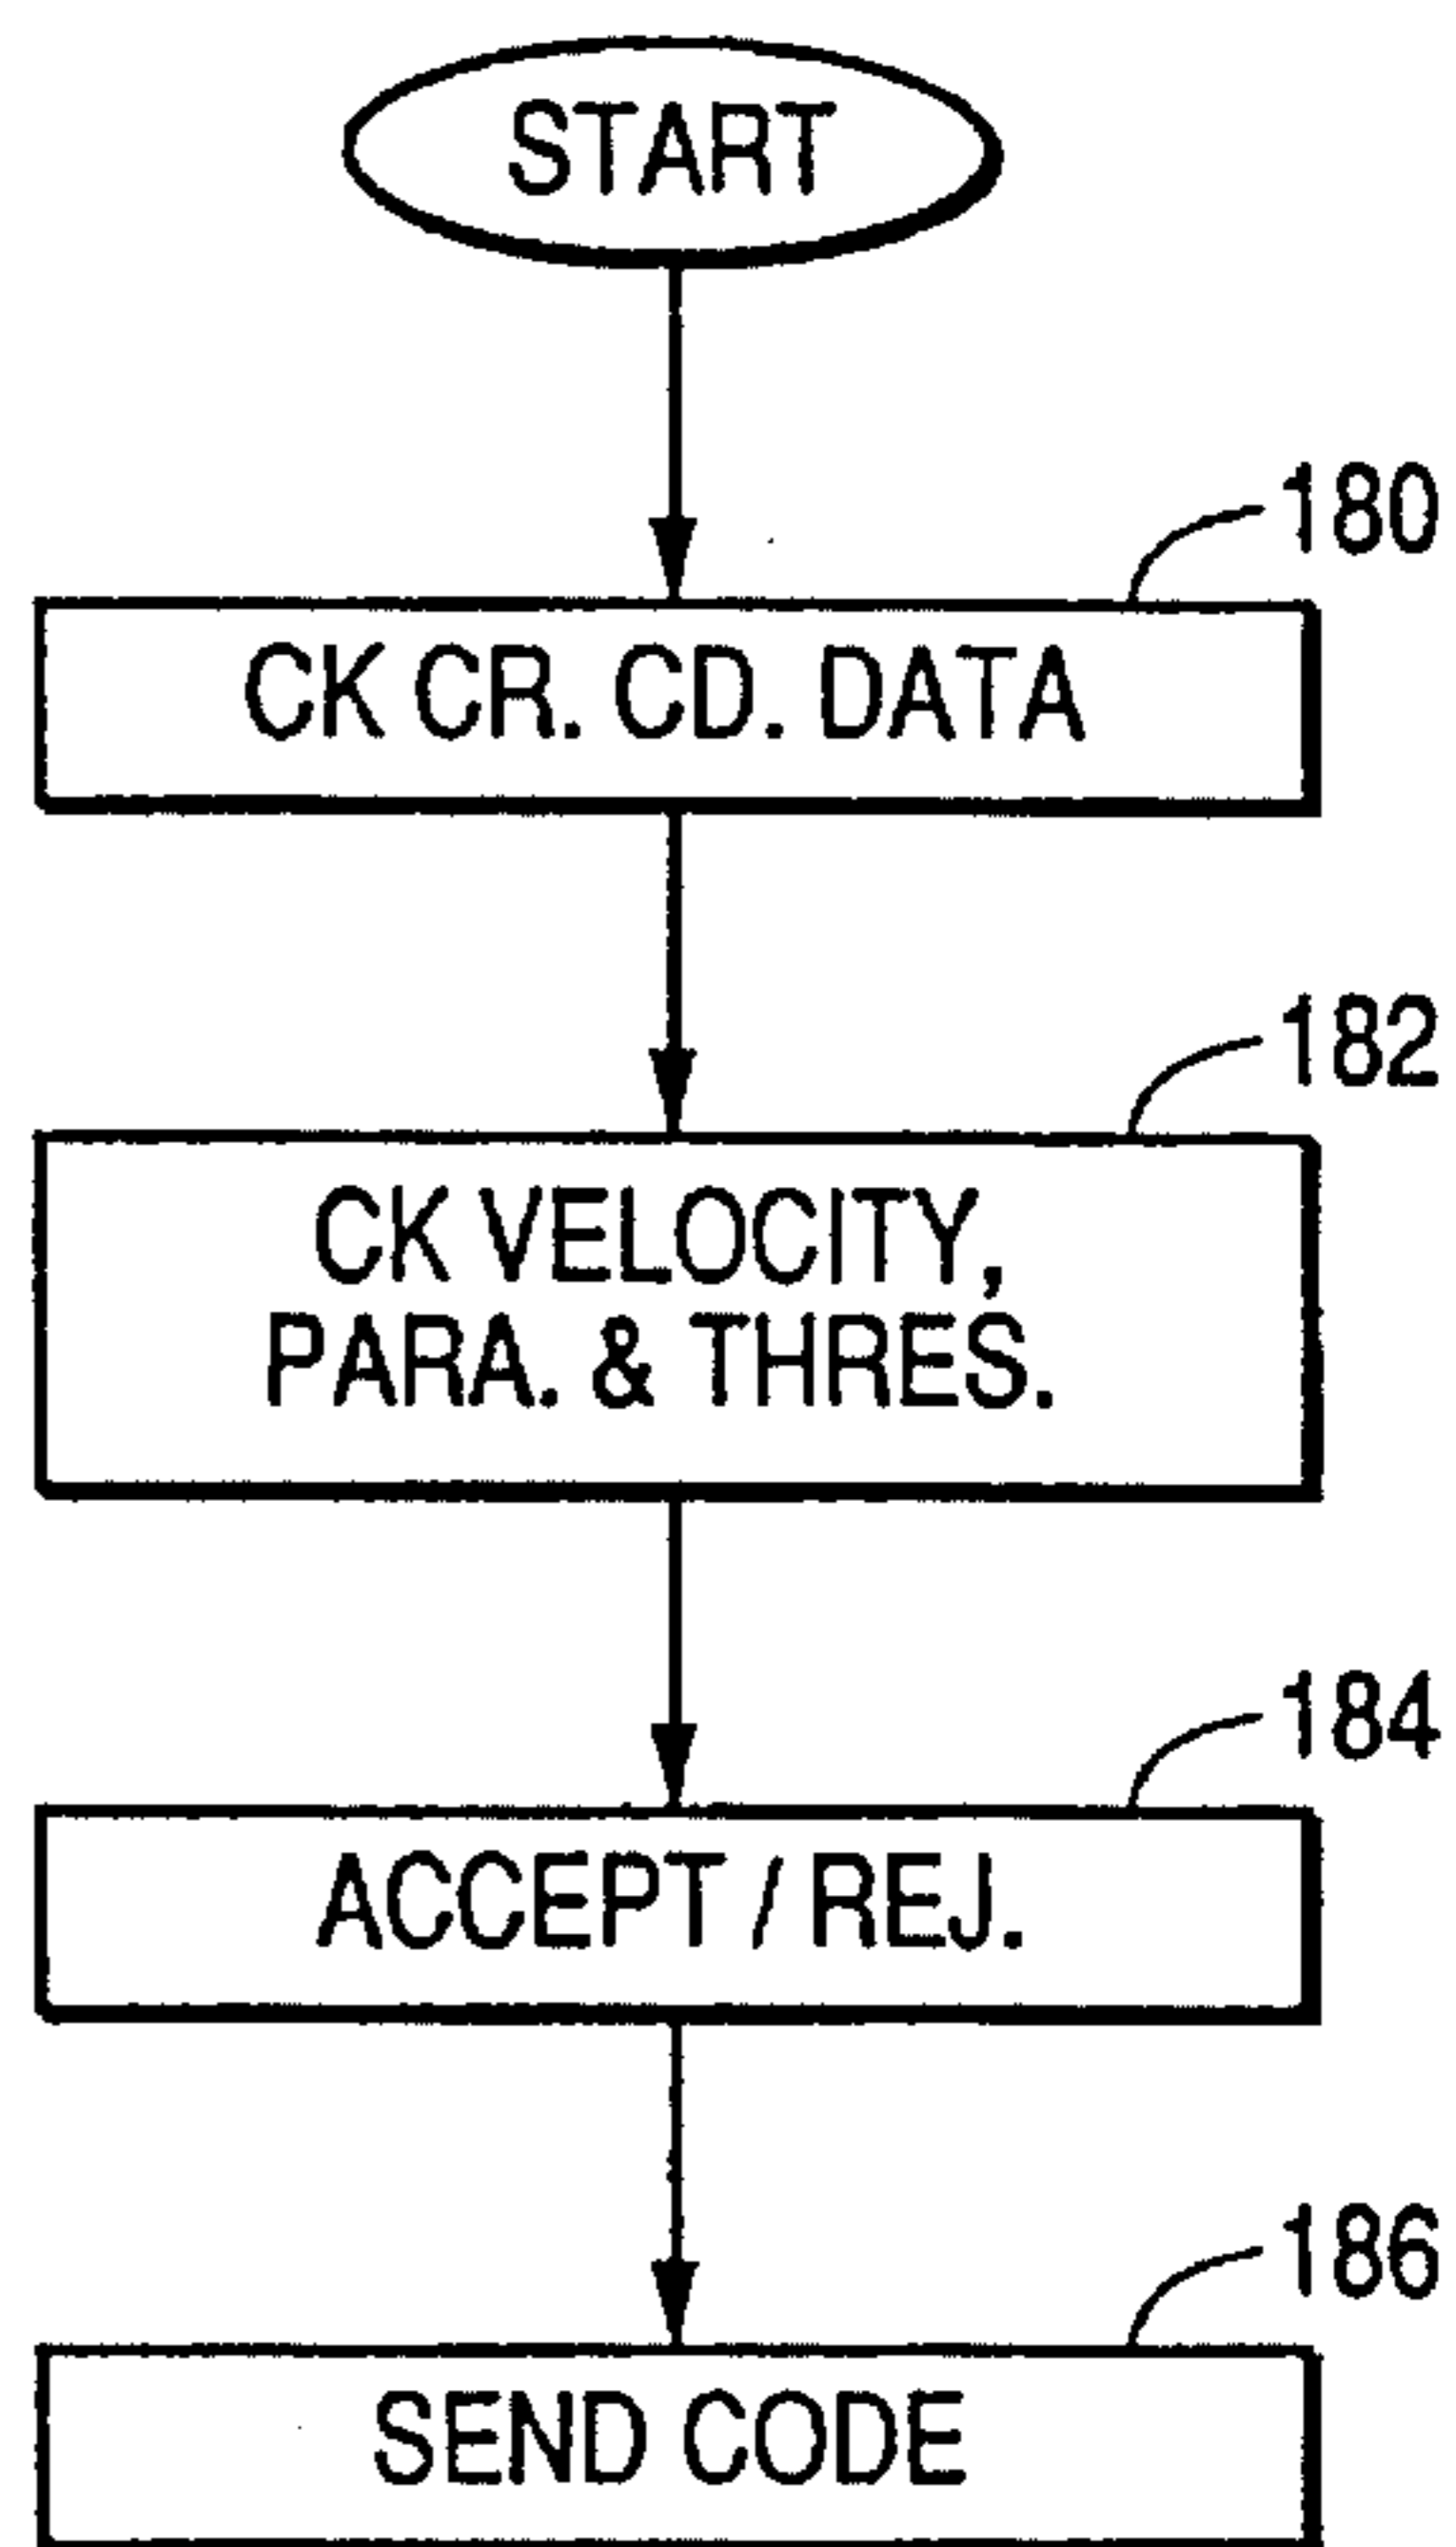 START
180
CK CR. CD. DATA
182
CK VELOCITY,
PARA. & THRES.
184
ACCEPT / REJ.
186
SEND CODE